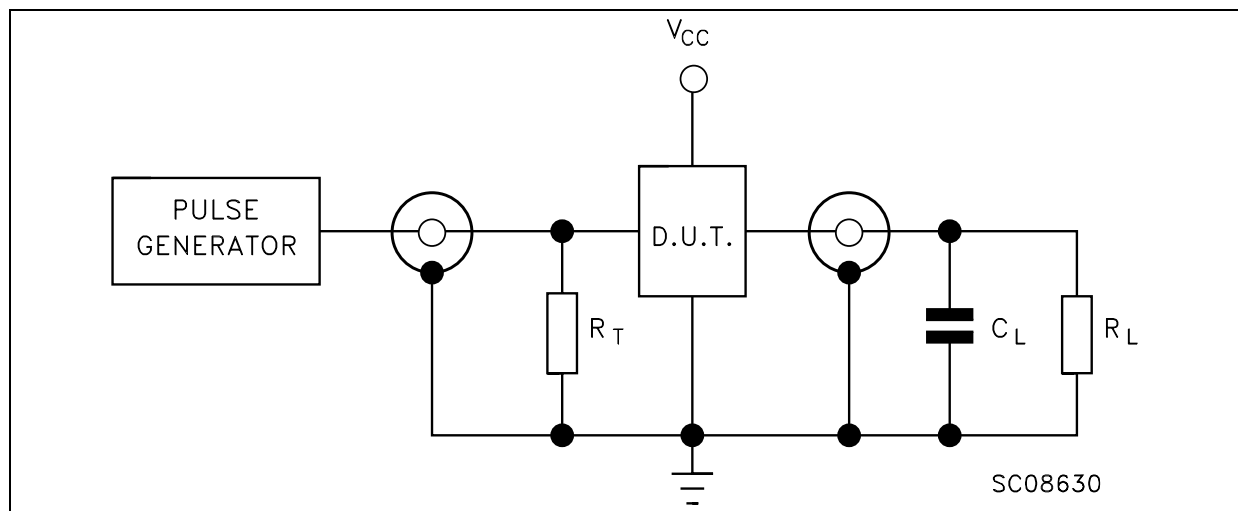 VCC
PULSE
GENERATOR
D.U.T.
RT
CL
RL
SC08630